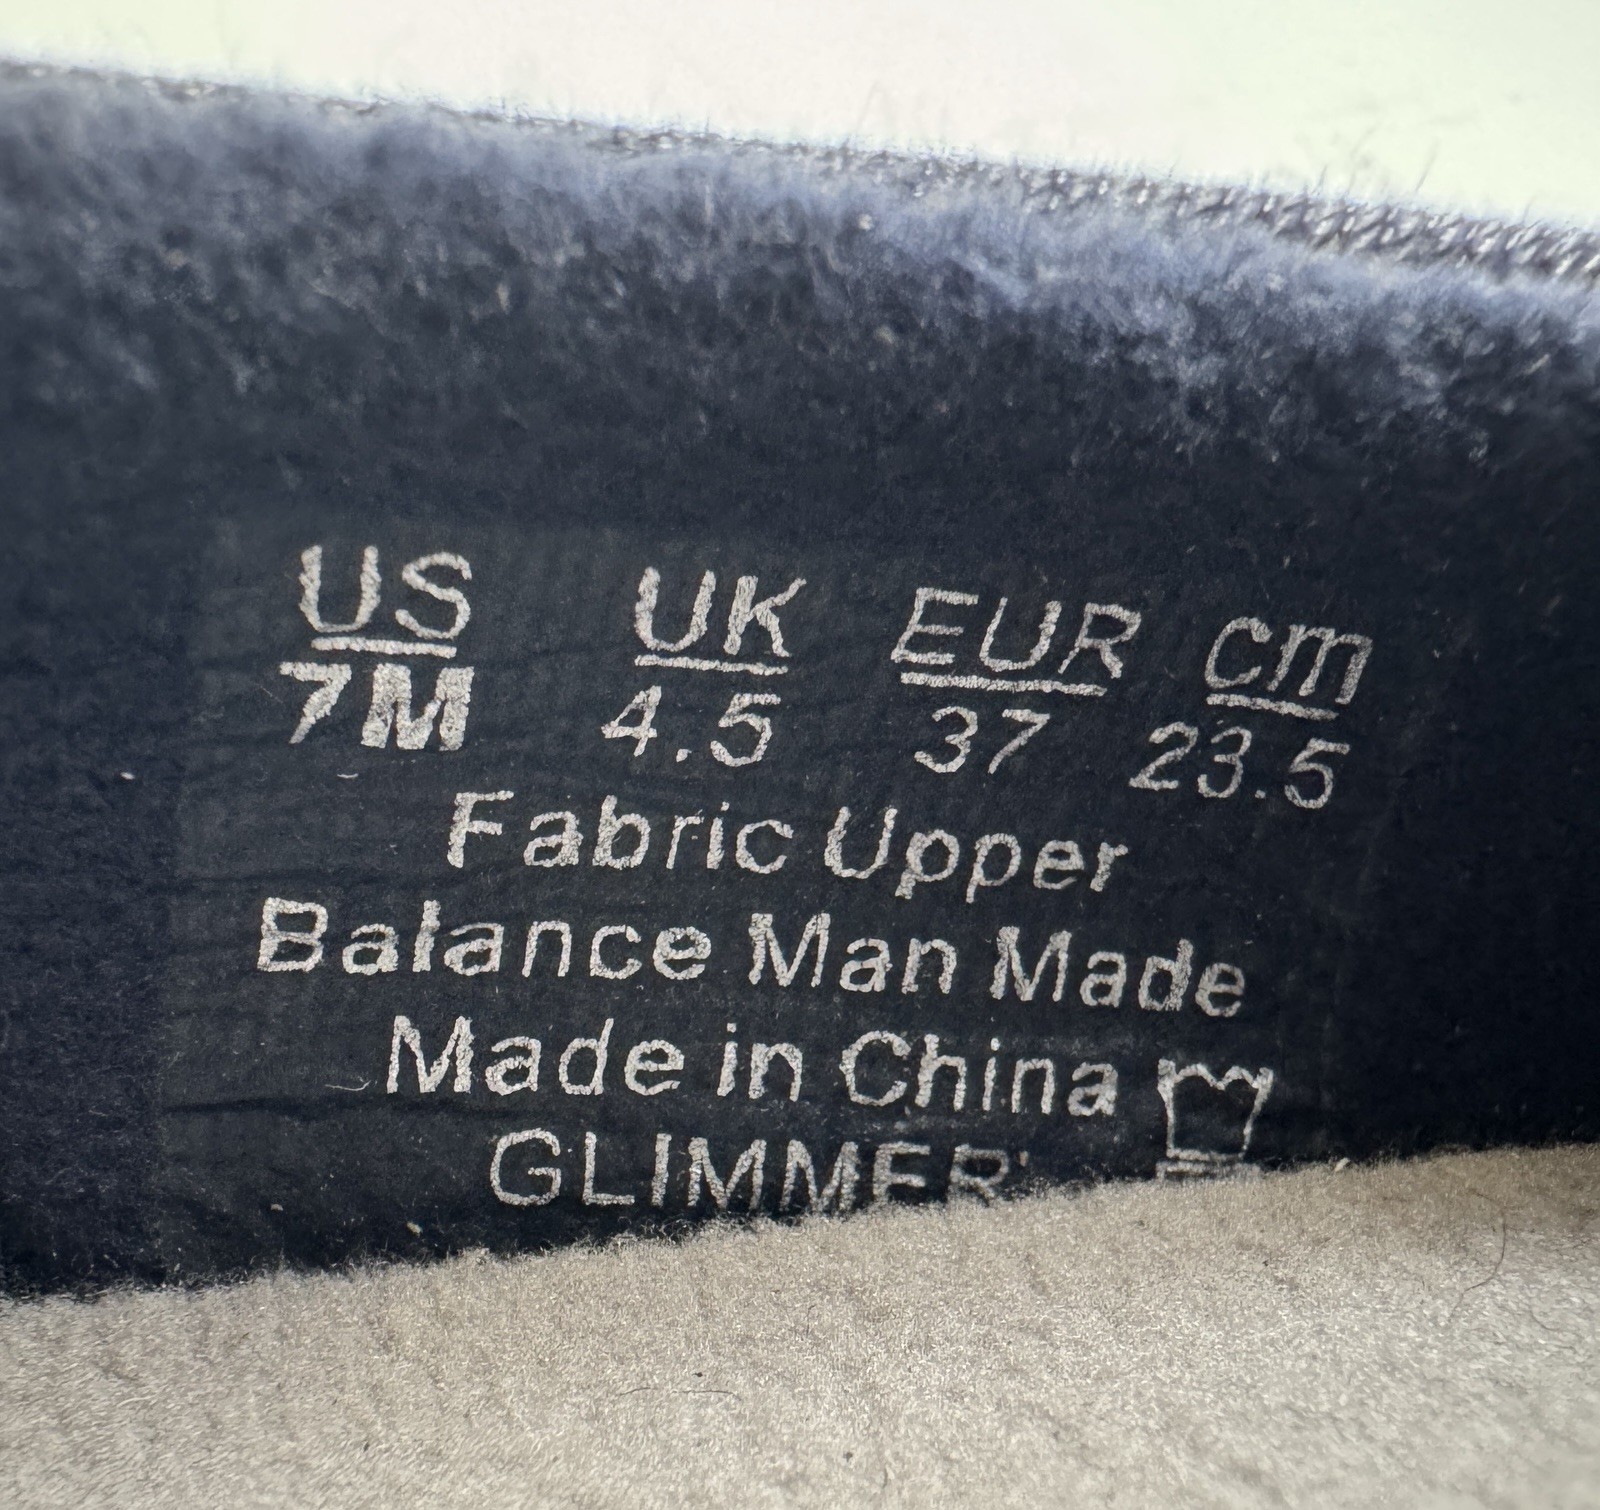 US UK EUR cm
7M 4.5 37 23.5
Fabric Upper
Balance Man Made
Made in China
GLIMMER